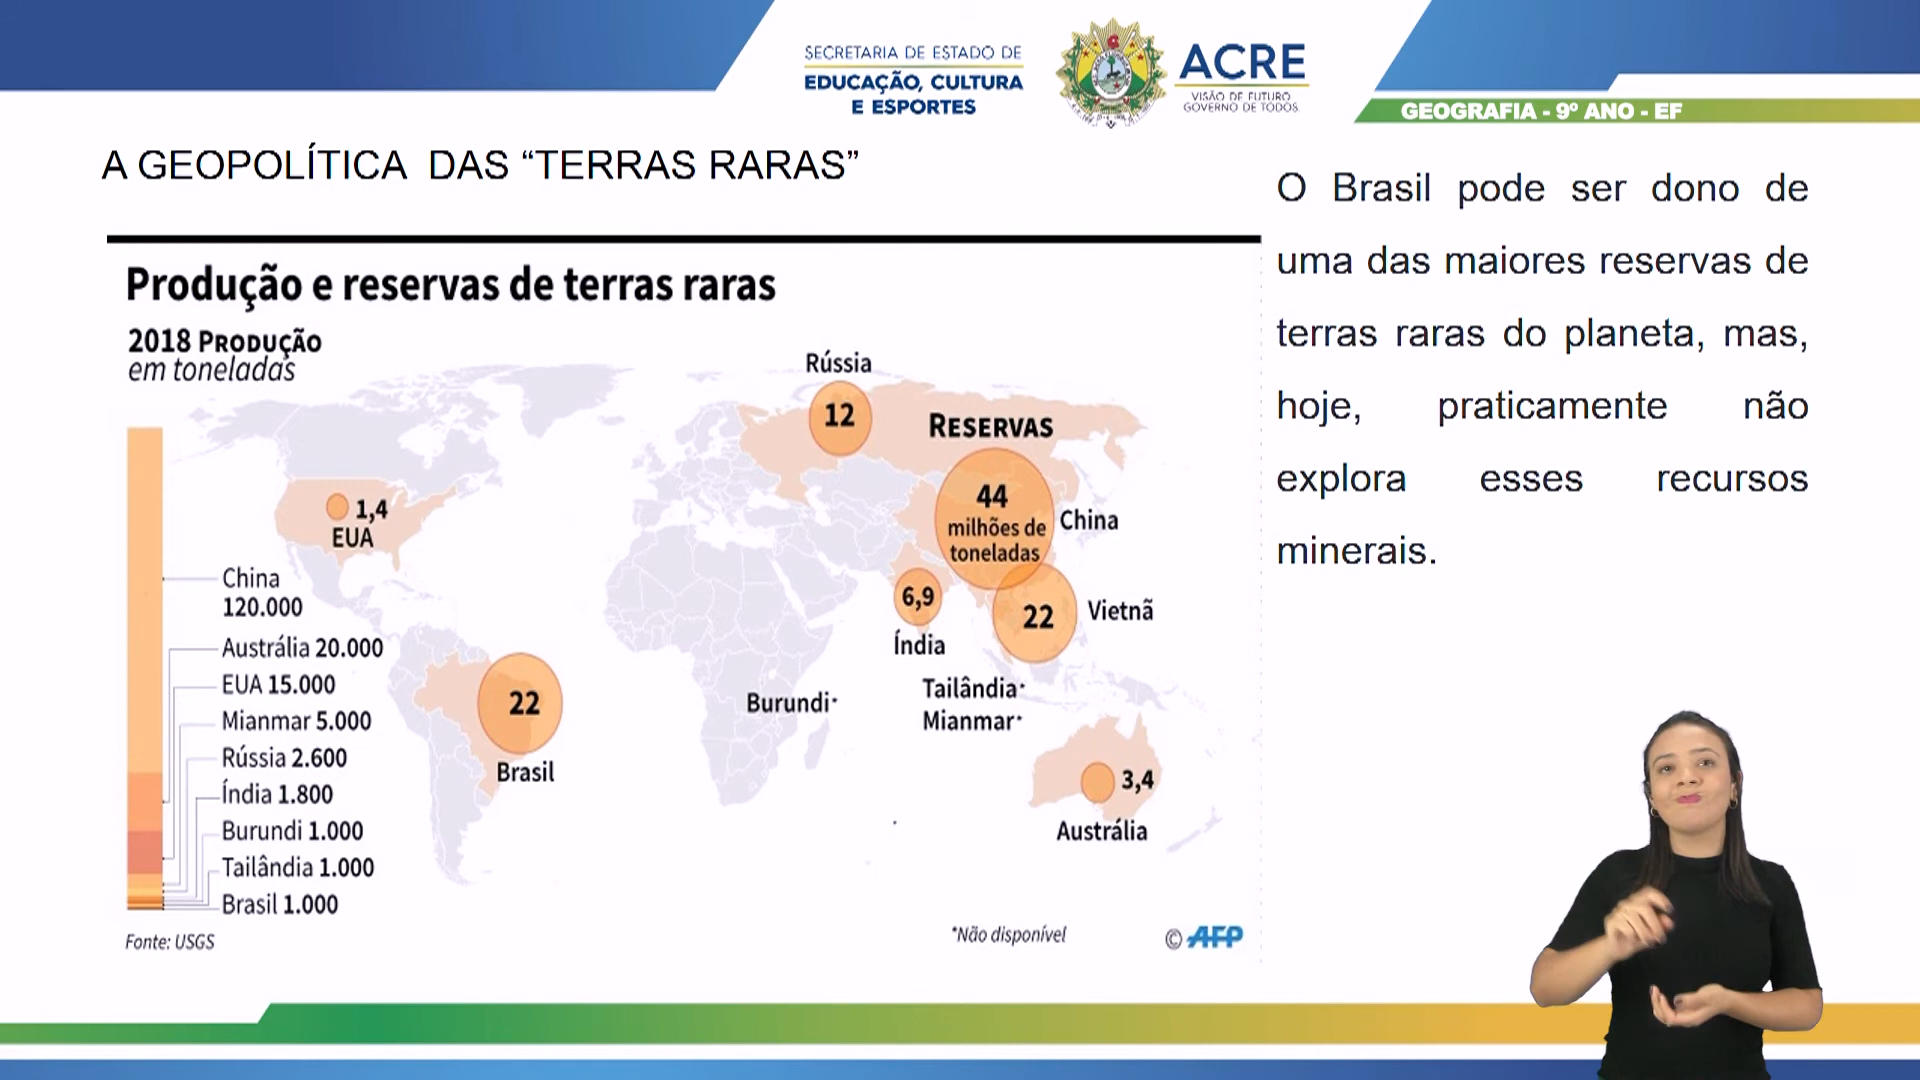 SECRETARIA DE ESTADO DE
EDUCAÇÃO, CULTURA
E ESPORTES
ACRE
VISÃO DE FUTURO
GOVERNO DE TODOS
GEOGRAFIA - 9º ANO - EF
A GEOPOLÍTICA DAS “TERRAS RARAS”
Produção e reservas de terras raras
2018 PRODUÇÃO
em toneladas
China
120.000
Austrália 20.000
EUA 15.000
Mianmar 5.000
Rússia 2.600
Índia 1.800
Burundi 1.000
Tailândia 1.000
Brasil 1.000
Fonte: USGS
RESERVAS
Rússia
12
1,4
EUA
44
milhões de
toneladas
China
6,9
Índia
22
Vietnã
22
Brasil
Burundi*
Tailândia*
Mianmar*
3,4
Austrália
*Não disponível
© AFP
O Brasil pode ser dono de
uma das maiores reservas de
terras raras do planeta, mas,
hoje, praticamente não
explora esses recursos
minerais.